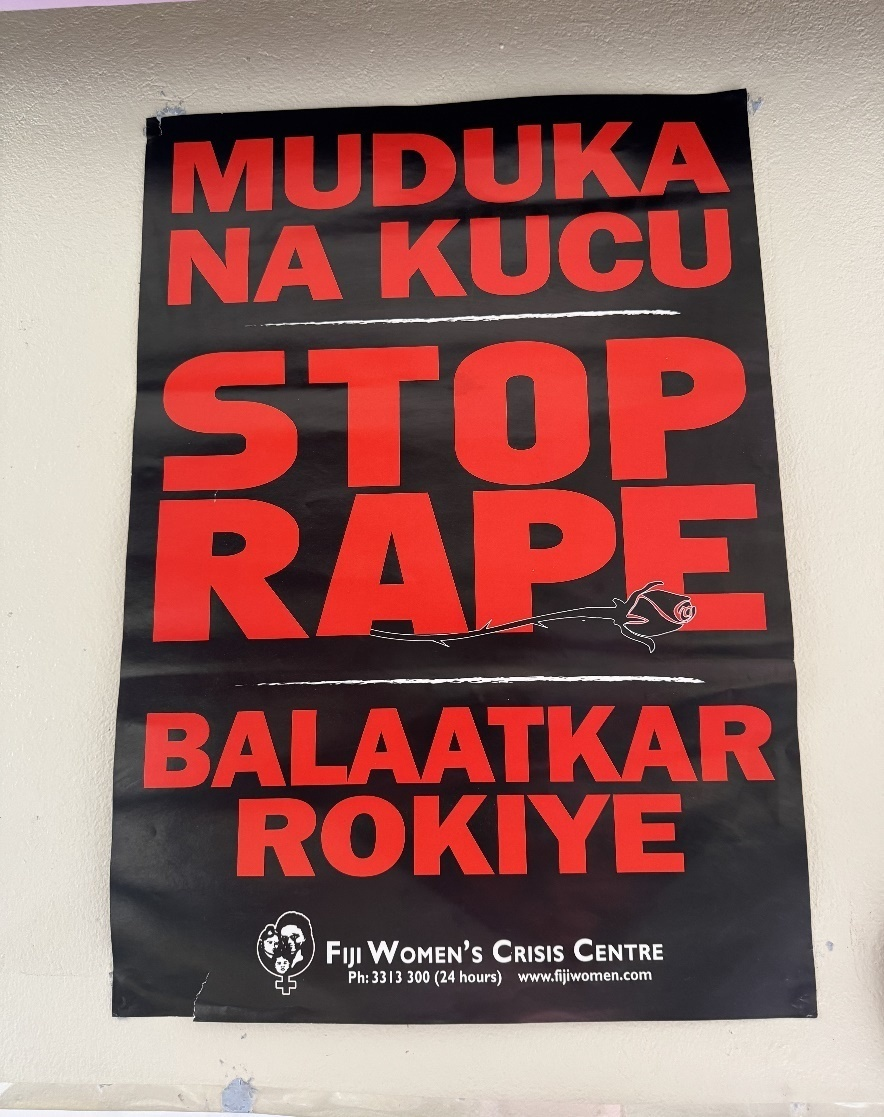 MUDUKA
NA KUCU
STOP
RAPE
BALAATKAR
ROKIYE
FIJI WOMEN'S CRISIS CENTRE
Ph: 3313 300 (24 hours) www.fijiwomen.com